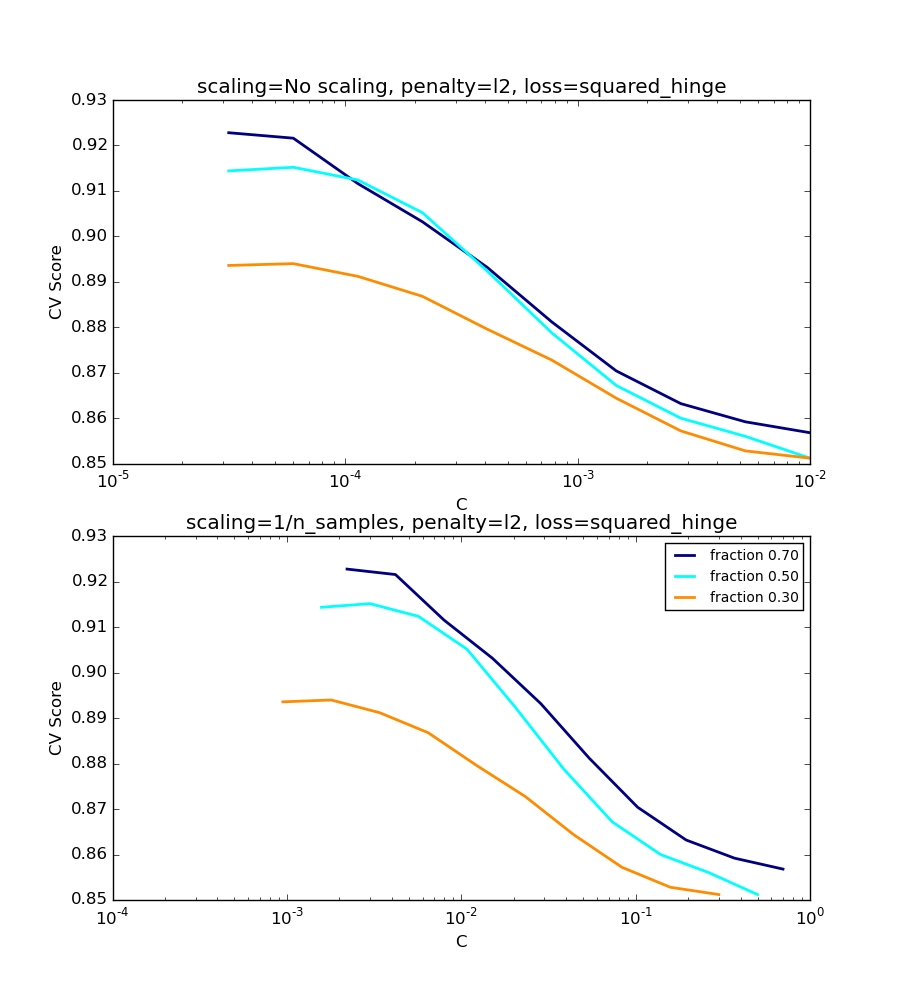 scaling=No scaling, penalty=l2, loss=squared_hinge
0.93
0.92
0.91
0.90
0.89
0.88
0.87
0.86
0.85
CV Score
10^-5 10^-4 10^-3 10^-2
C
scaling=1/n_samples, penalty=l2, loss=squared_hinge
0.93
0.92
0.91
0.90
0.89
0.88
0.87
0.86
0.85
CV Score
fraction 0.70
fraction 0.50
fraction 0.30
10^-4 10^-3 10^-2 10^-1 10^0
C